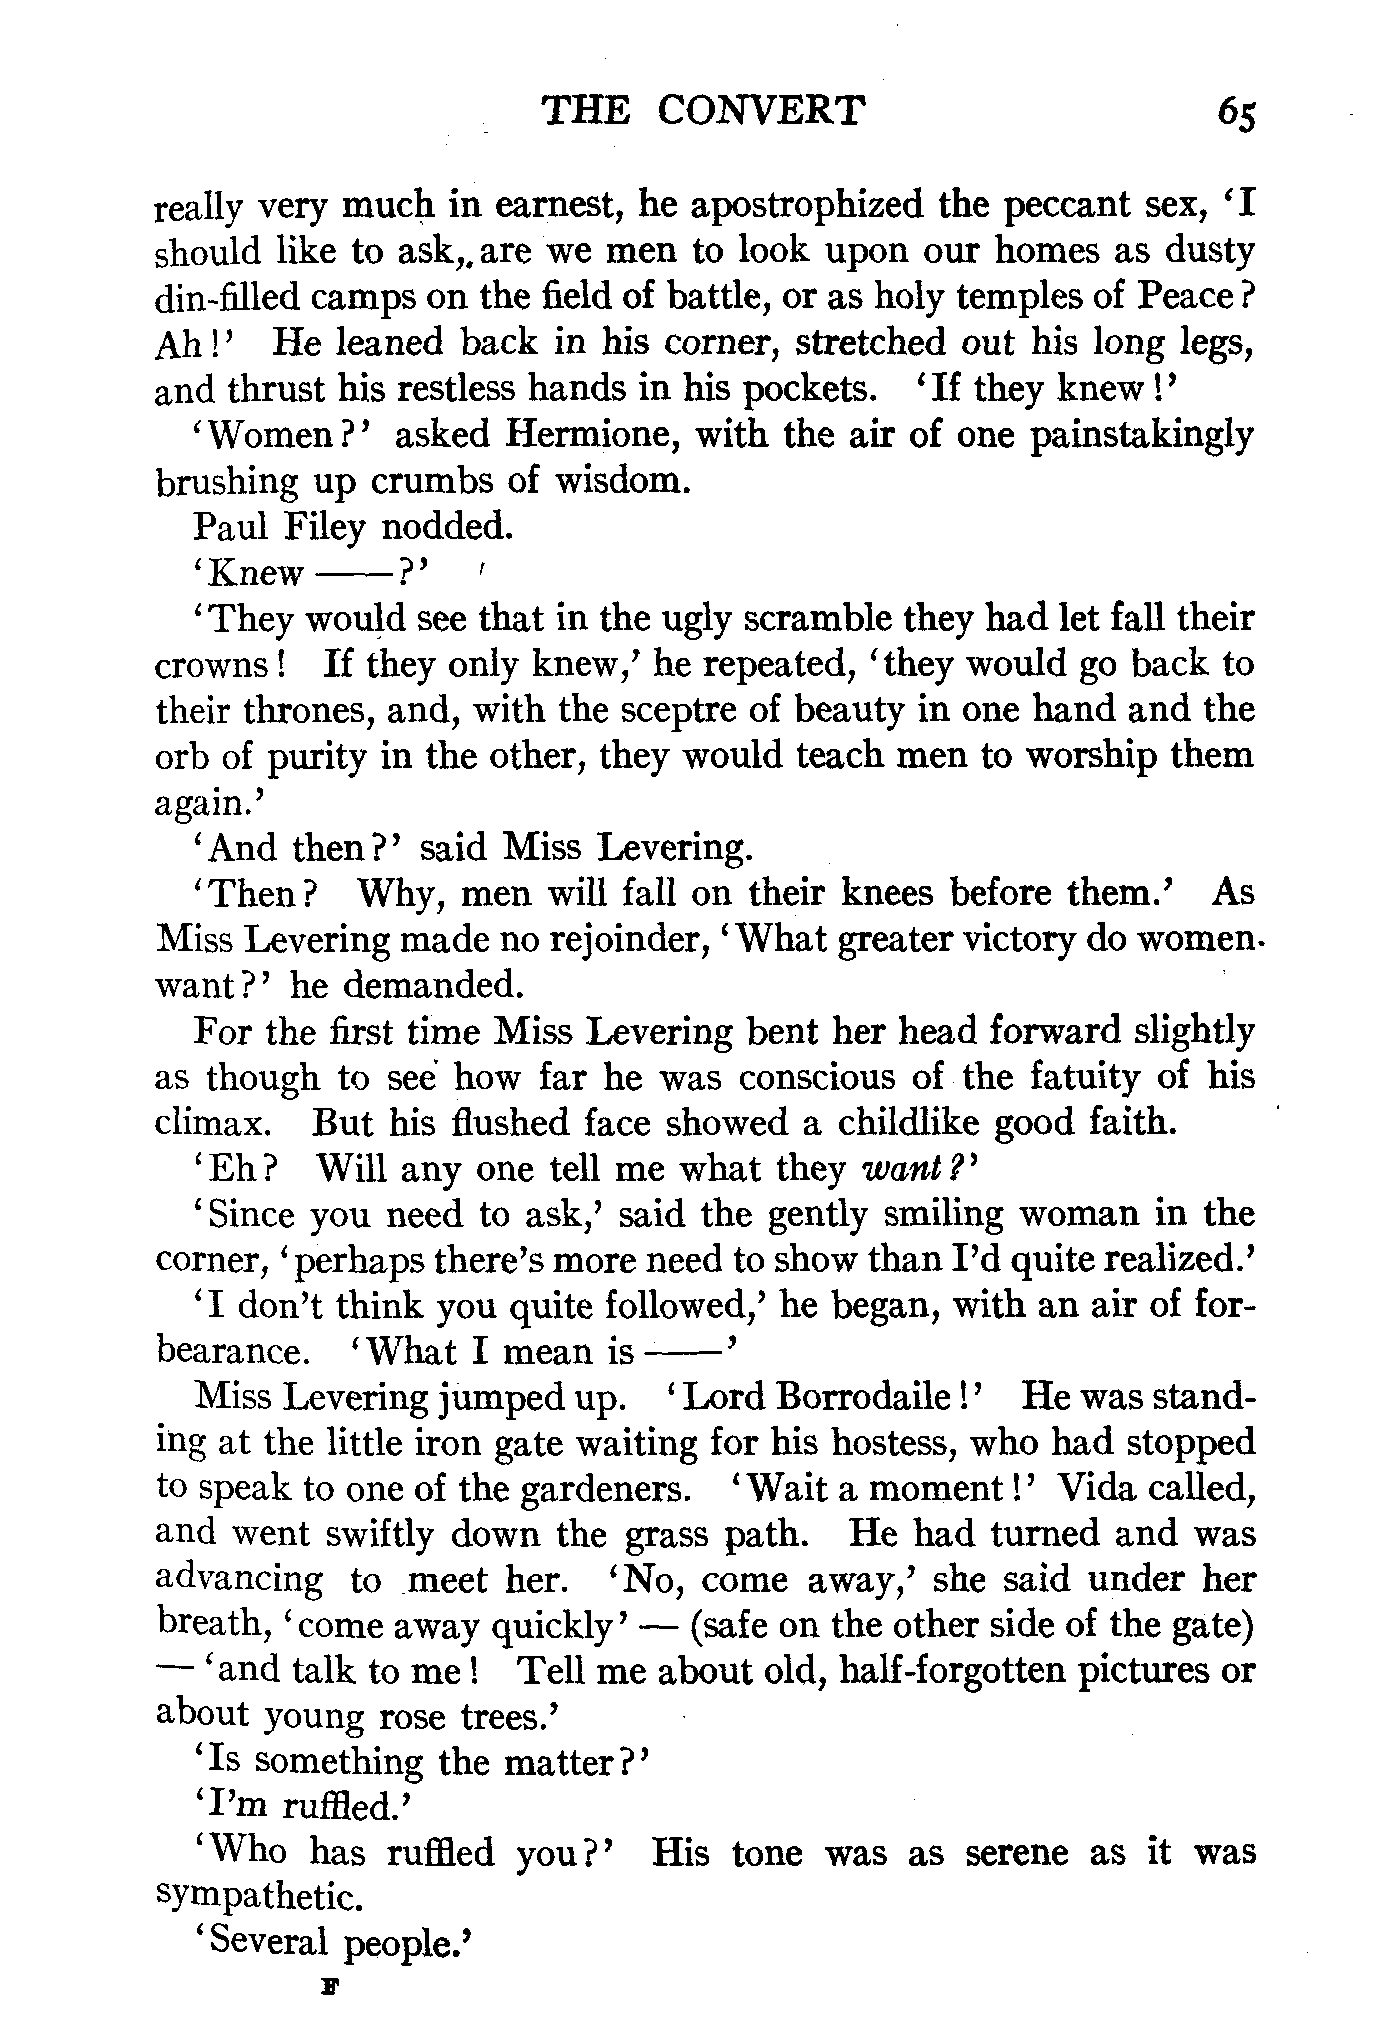 THE CONVERT 65
really very much in earnest, he apostrophized the peccant sex, ‘I
should like to ask, are we men to look upon our homes as dusty
din-filled camps on the field of battle, or as holy temples of Peace?
Ah!’ He leaned back in his corner, stretched out his long legs,
and thrust his restless hands in his pockets. ‘If they knew!’
‘Women?’ asked Hermione, with the air of one painstakingly
brushing up crumbs of wisdom.
Paul Filey nodded.
‘Knew ——?’
‘They would see that in the ugly scramble they had let fall their
crowns! If they only knew,’ he repeated, ‘they would go back to
their thrones, and, with the sceptre of beauty in one hand and the
orb of purity in the other, they would teach men to worship them
again.’
‘And then?’ said Miss Levering.
‘Then? Why, men will fall on their knees before them.’ As
Miss Levering made no rejoinder, ‘What greater victory do women
want?’ he demanded.
For the first time Miss Levering bent her head forward slightly
as though to see how far he was conscious of the fatuity of his
climax. But his flushed face showed a childlike good faith.
‘Eh? Will any one tell me what they want?’
‘Since you need to ask,’ said the gently smiling woman in the
corner, ‘perhaps there’s more need to show than I’d quite realized.’
‘I don’t think you quite followed,’ he began, with an air of for-
bearance. ‘What I mean is ——’
Miss Levering jumped up. ‘Lord Borrodaile!’ He was stand-
ing at the little iron gate waiting for his hostess, who had stopped
to speak to one of the gardeners. ‘Wait a moment!’ Vida called,
and went swiftly down the grass path. He had turned and was
advancing to meet her. ‘No, come away,’ she said under her
breath, ‘come away quickly’ — (safe on the other side of the gate)
— ‘and talk to me! Tell me about old, half-forgotten pictures or
about young rose trees.’
‘Is something the matter?’
‘I’m ruffled.’
‘Who has ruffled you?’ His tone was as serene as it was
sympathetic.
‘Several people.’
F